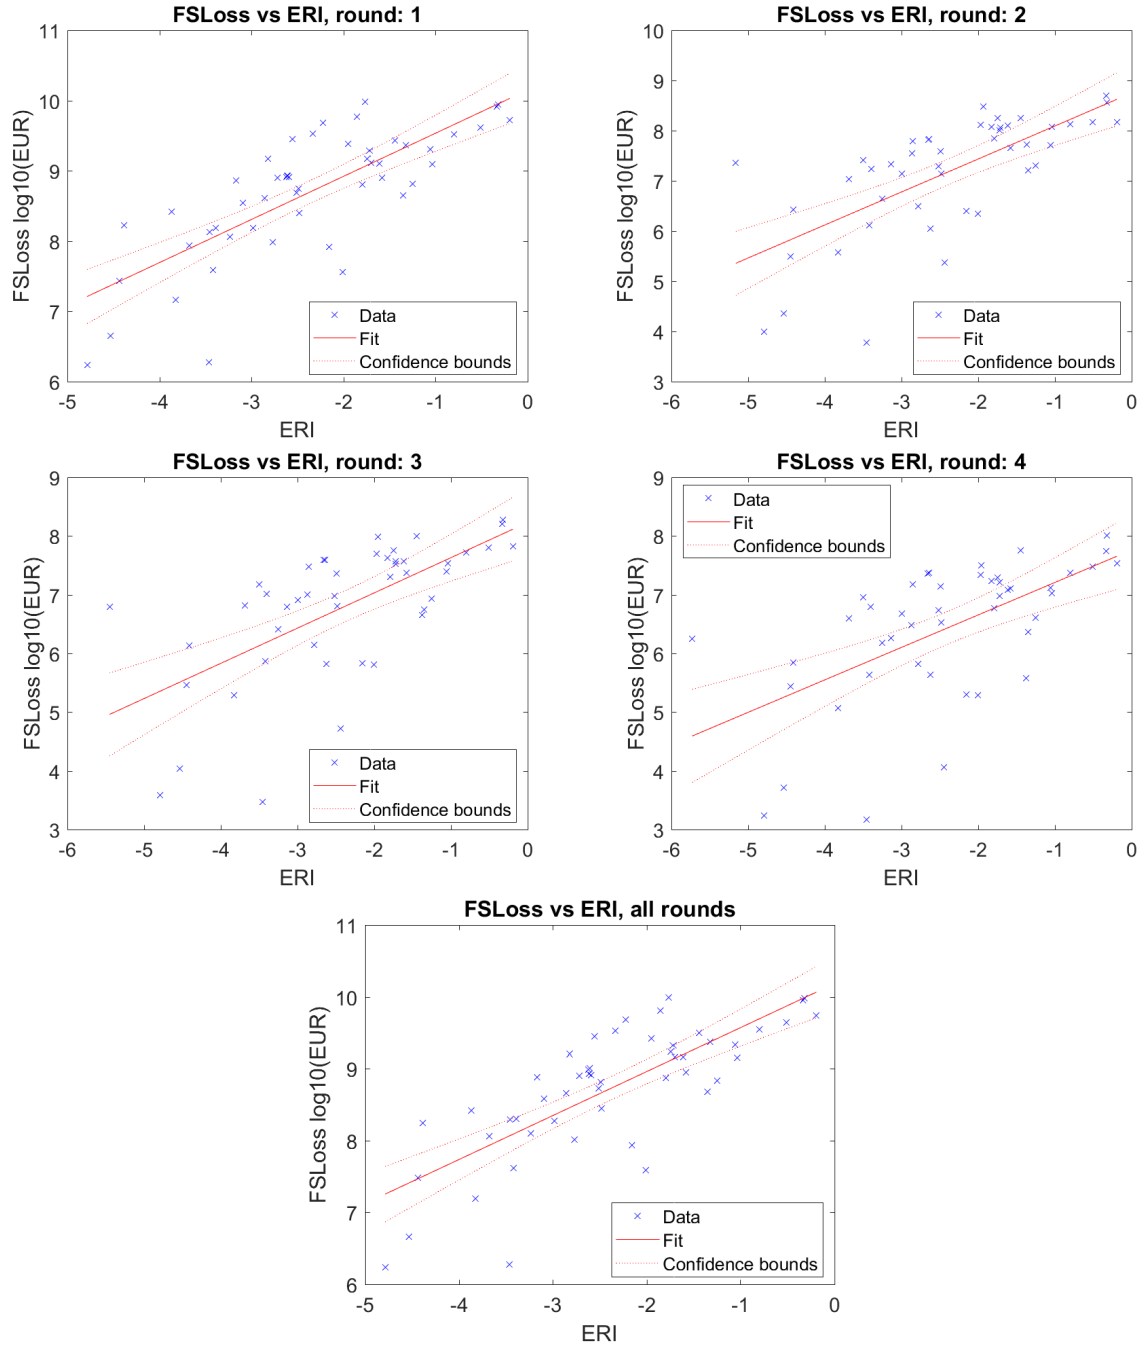 FSLoss vs ERI, round: 1
11
10
9
8
7
6
FSLoss log10(EUR)
-5 -4 -3 -2 -1 0
ERI
Data
Fit
Confidence bounds
FSLoss vs ERI, round: 2
10
9
8
7
6
5
4
3
FSLoss log10(EUR)
-6 -5 -4 -3 -2 -1 0
ERI
Data
Fit
Confidence bounds
FSLoss vs ERI, round: 3
9
8
7
6
5
4
3
FSLoss log10(EUR)
-6 -5 -4 -3 -2 -1 0
ERI
Data
Fit
Confidence bounds
FSLoss vs ERI, round: 4
9
8
7
6
5
4
3
FSLoss log10(EUR)
-6 -5 -4 -3 -2 -1 0
ERI
Data
Fit
Confidence bounds
FSLoss vs ERI, all rounds
11
10
9
8
7
6
FSLoss log10(EUR)
-5 -4 -3 -2 -1 0
ERI
Data
Fit
Confidence bounds